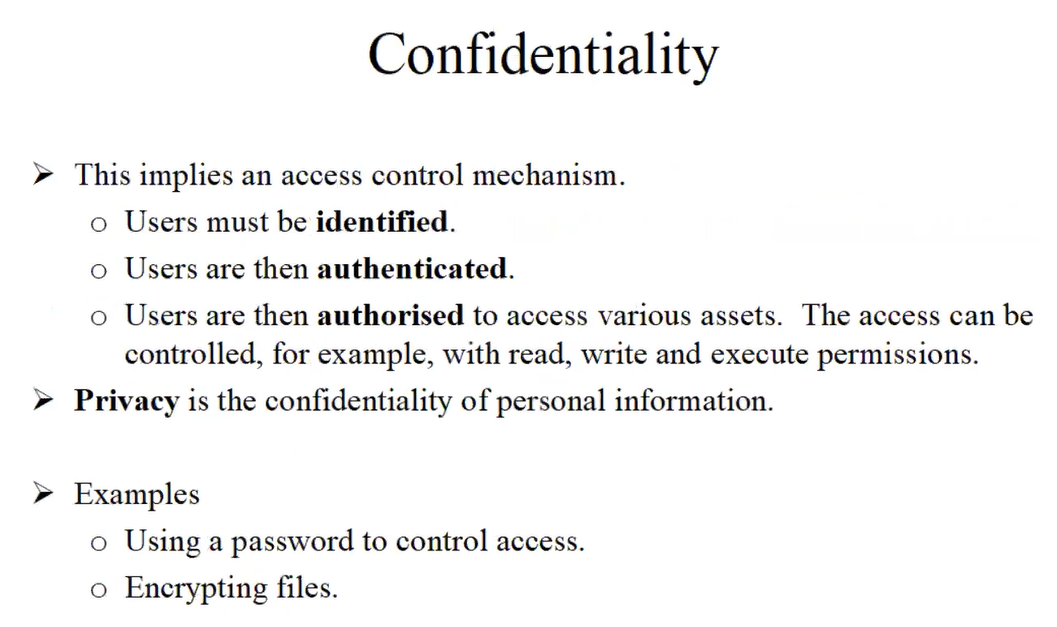 Confidentiality
➢ This implies an access control mechanism.
o Users must be identified.
o Users are then authenticated.
o Users are then authorised to access various assets. The access can be
controlled, for example, with read, write and execute permissions.
➢ Privacy is the confidentiality of personal information.
➢ Examples
o Using a password to control access.
o Encrypting files.